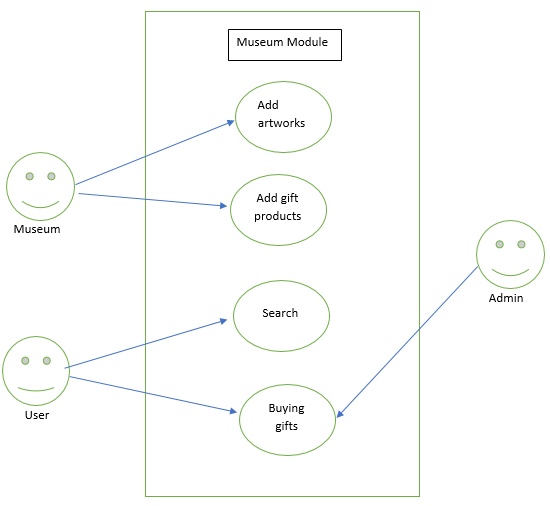 Museum Module
Add
artworks
Add gift
products
Museum
Search
Admin
Buying
gifts
User